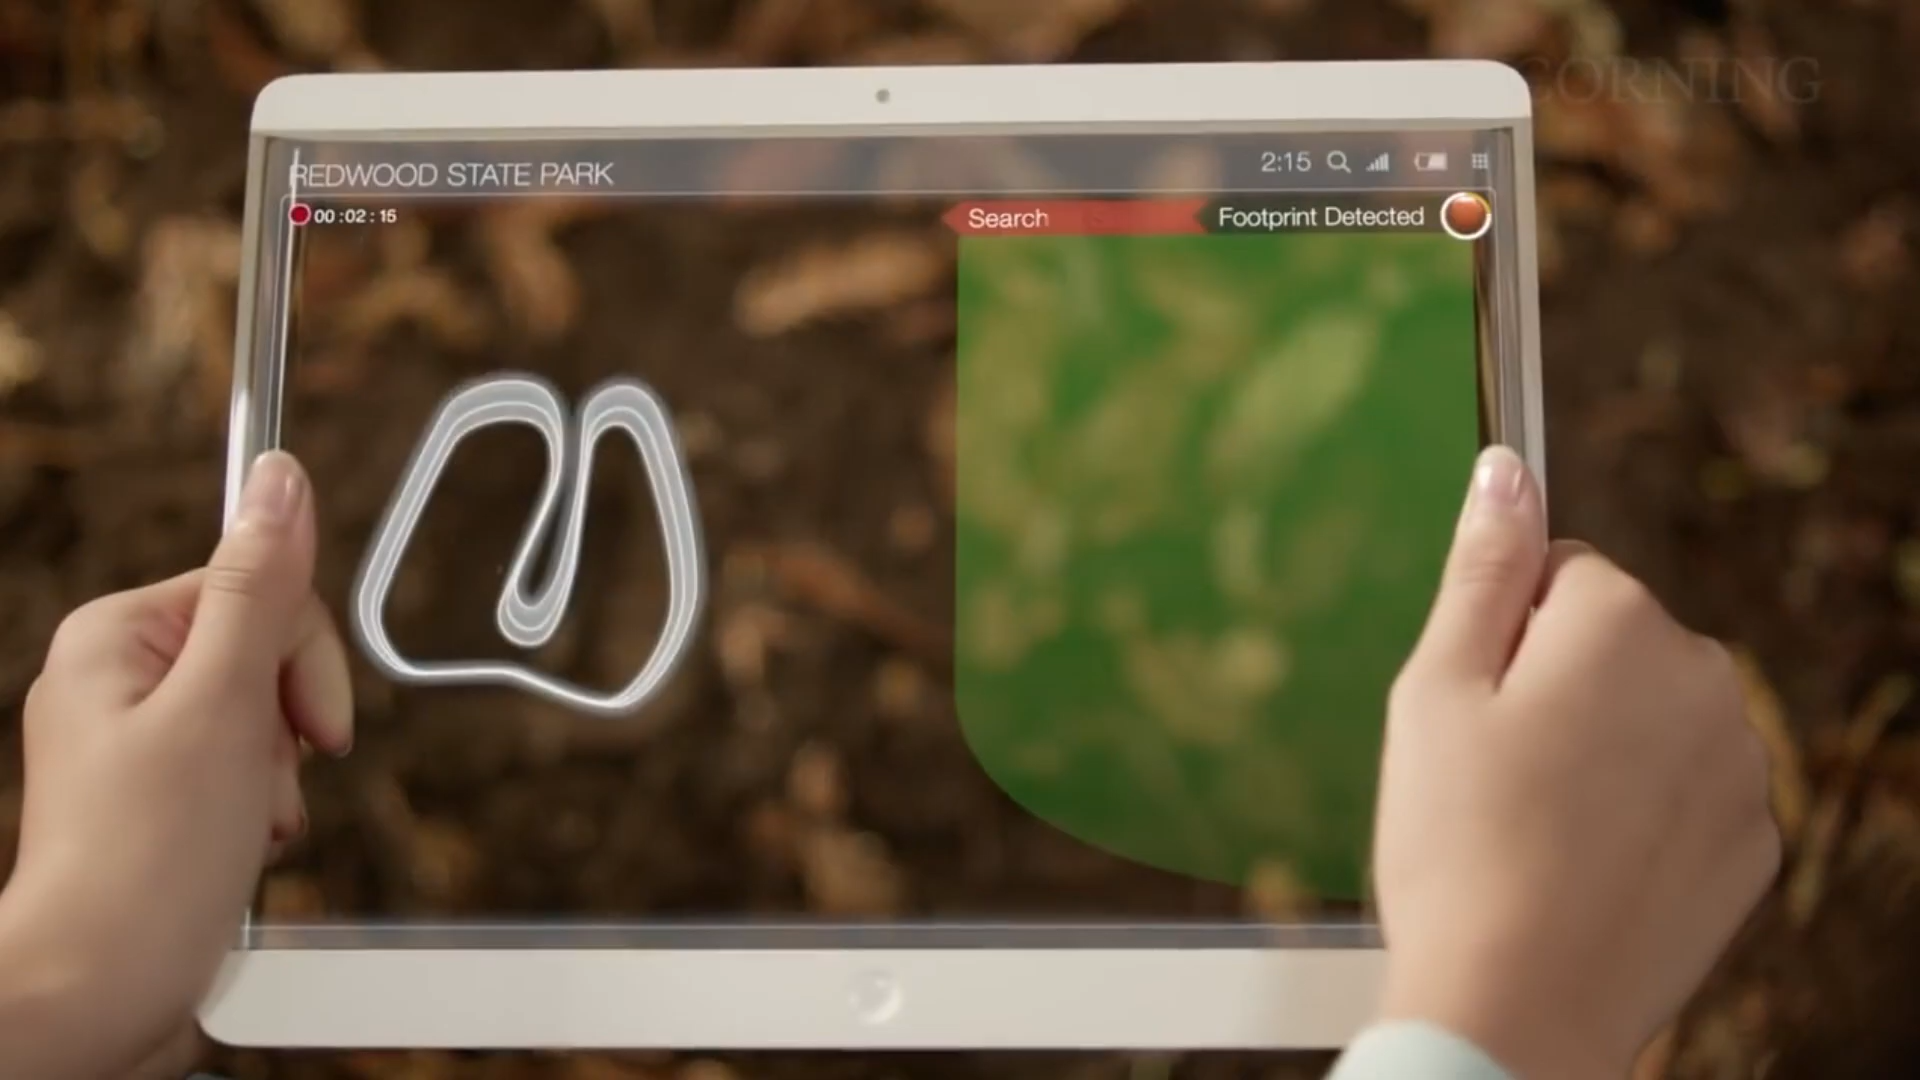 CORNING
REDWOOD STATE PARK
2:15
00:02:15
Search
Footprint Detected